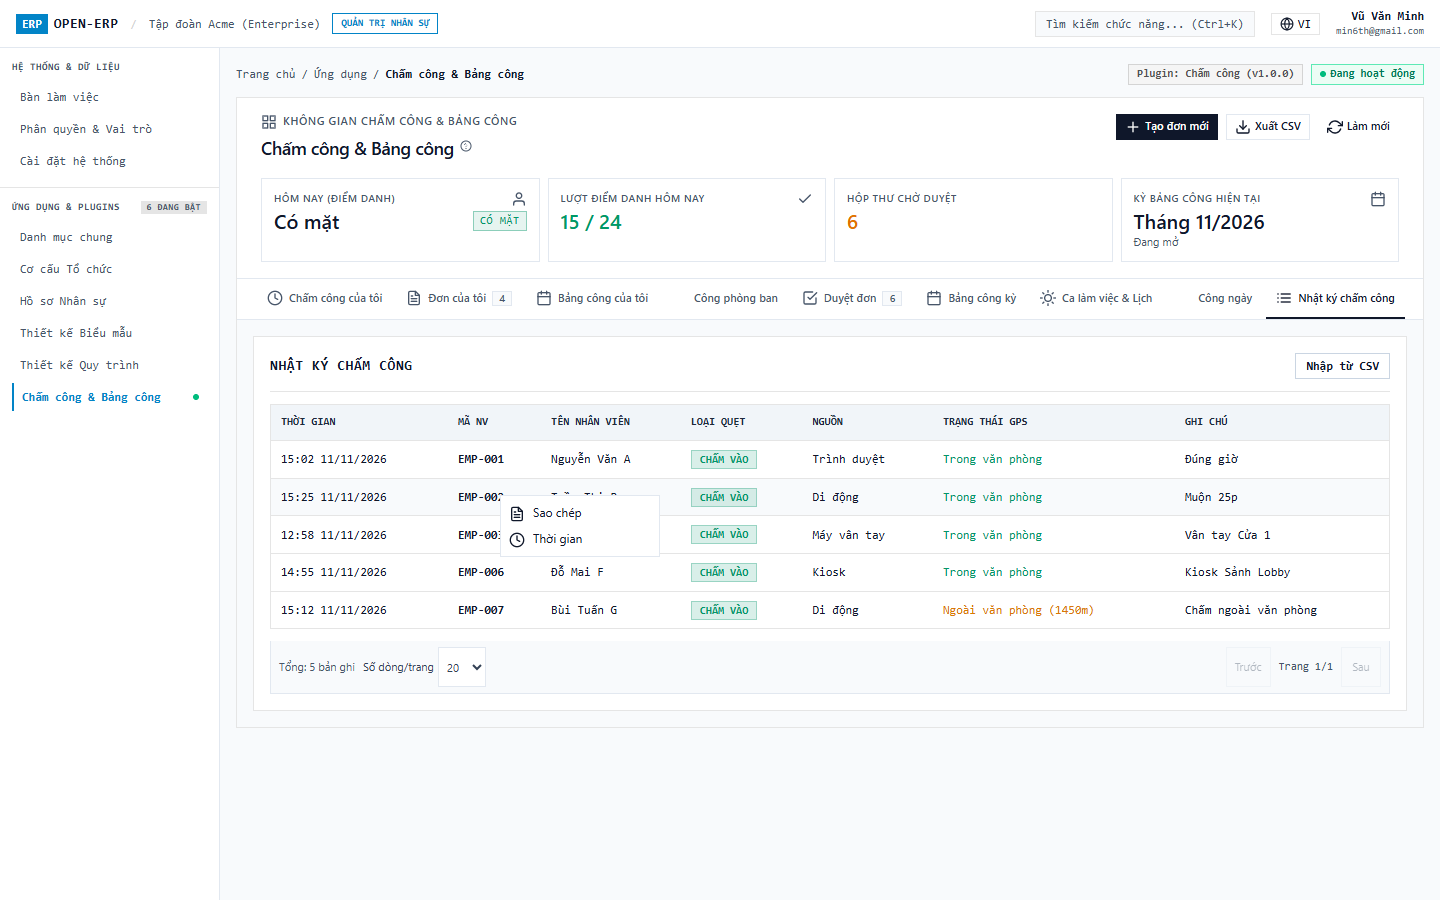 ERP OPEN-ERP / Tập đoàn Acme (Enterprise) QUẢN TRỊ NHÂN SỰ
Tìm kiếm chức năng... (Ctrl+K)
VI
Vũ Văn Minh
min6th@gmail.com
HỆ THỐNG & DỮ LIỆU
Bàn làm việc
Phân quyền & Vai trò
Cài đặt hệ thống
ỨNG DỤNG & PLUGINS 6 ĐANG BẬT
Danh mục chung
Cơ cấu Tổ chức
Hồ sơ Nhân sự
Thiết kế Biểu mẫu
Thiết kế Quy trình
Chấm công & Bảng công
Trang chủ / Ứng dụng / Chấm công & Bảng công
Plugin: Chấm công (v1.0.0) Đang hoạt động
KHÔNG GIAN CHẤM CÔNG & BẢNG CÔNG
Chấm công & Bảng công
Tạo đơn mới Xuất CSV Làm mới
HÔM NAY (ĐIỂM DANH)
Có mặt
CÓ MẶT
LƯỢT ĐIỂM DANH HÔM NAY
15 / 24
HỘP THƯ CHỜ DUYỆT
6
KỲ BẢNG CÔNG HIỆN TẠI
Tháng 11/2026
Đang mở
Chấm công của tôi Đơn của tôi 4 Bảng công của tôi Công phòng ban Duyệt đơn 6 Bảng công kỳ Ca làm việc & Lịch Công ngày Nhật ký chấm công
NHẬT KÝ CHẤM CÔNG
Nhập từ CSV
THỜI GIAN MÃ NV TÊN NHÂN VIÊN LOẠI QUẸT NGUỒN TRẠNG THÁI GPS GHI CHÚ
15:02 11/11/2026 EMP-001 Nguyễn Văn A CHẤM VÀO Trình duyệt Trong văn phòng Đúng giờ
15:25 11/11/2026 EMP-002 CHẤM VÀO Di động Trong văn phòng Muộn 25p
12:58 11/11/2026 CHẤM VÀO Máy vân tay Trong văn phòng Vân tay Cửa 1
14:55 11/11/2026 EMP-006 Đỗ Mai F CHẤM VÀO Kiosk Trong văn phòng Kiosk Sảnh Lobby
15:12 11/11/2026 EMP-007 Bùi Tuấn G CHẤM VÀO Di động Ngoài văn phòng (1450m) Chấm ngoài văn phòng
Sao chép
Thời gian
Tổng: 5 bản ghi Số dòng/trang 20
Trước Trang 1/1 Sau